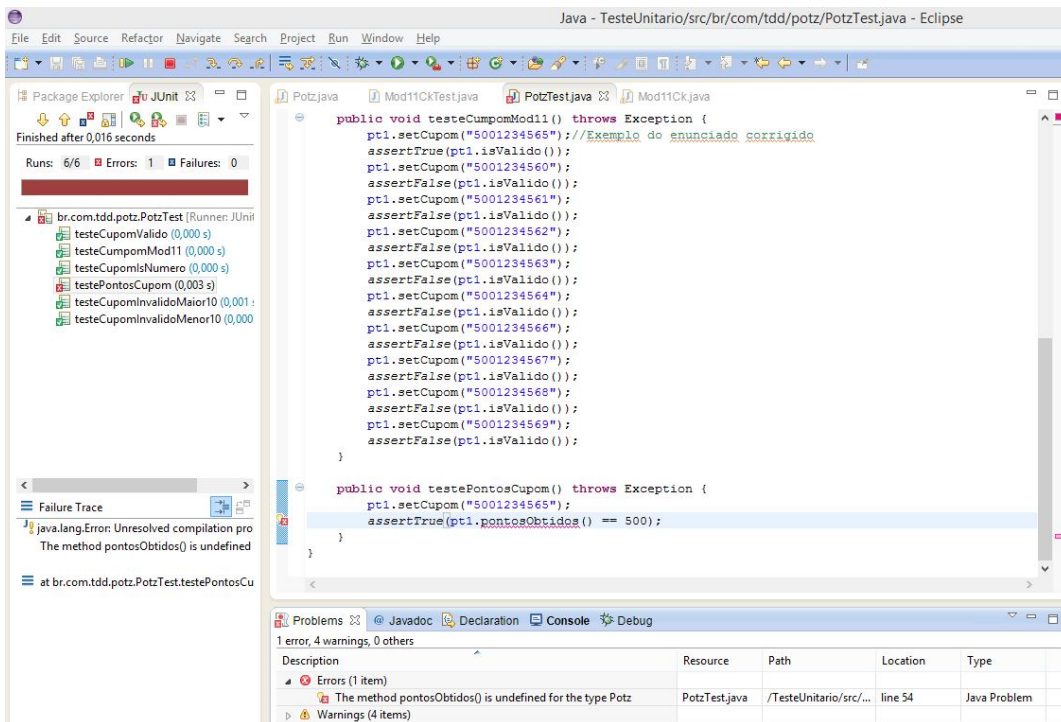 Java - TesteUnitario/src/br/com/tdd/potz/PotzTest.java - Eclipse
File Edit Source Refactor Navigate Search Project Run Window Help
Package Explorer JUnit
Finished after 0,016 seconds
Runs: 6/6 Errors: 1 Failures: 0
br.com.tdd.potz.PotzTest [Runner: JUnit
testeCupomValido (0,000 s)
testeCumpomMod11 (0,000 s)
testeCupomIsNumero (0,000 s)
testePontosCupom (0,003 s)
testeCupomInvalidoMaior10 (0,001
testeCupomInvalidoMenor10 (0,000
Failure Trace
java.lang.Error: Unresolved compilation pro
The method pontosObtidos() is undefined
at br.com.tdd.potz.PotzTest.testePontosCu
Potz.java Mod11CkTest.java PotzTest.java Mod11Ck.java
public void testeCumpomMod11() throws Exception {
pt1.setCupom("5001234565");//Exemplo do enunciado corrigido
assertTrue(pt1.isValido());
pt1.setCupom("5001234560");
assertFalse(pt1.isValido());
pt1.setCupom("5001234561");
assertFalse(pt1.isValido());
pt1.setCupom("5001234562");
assertFalse(pt1.isValido());
pt1.setCupom("5001234563");
assertFalse(pt1.isValido());
pt1.setCupom("5001234564");
assertFalse(pt1.isValido());
pt1.setCupom("5001234566");
assertFalse(pt1.isValido());
pt1.setCupom("5001234567");
assertFalse(pt1.isValido());
pt1.setCupom("5001234568");
assertFalse(pt1.isValido());
pt1.setCupom("5001234569");
assertFalse(pt1.isValido());
}
public void testePontosCupom() throws Exception {
pt1.setCupom("5001234565");
assertTrue(pt1.pontosObtidos() == 500);
}
}
Problems @ Javadoc Declaration Console Debug
1 error, 4 warnings, 0 others
Description Resource Path Location Type
Errors (1 item)
The method pontosObtidos() is undefined for the type Potz PotzTest.java /TesteUnitario/src/... line 54 Java Problem
Warnings (4 items)